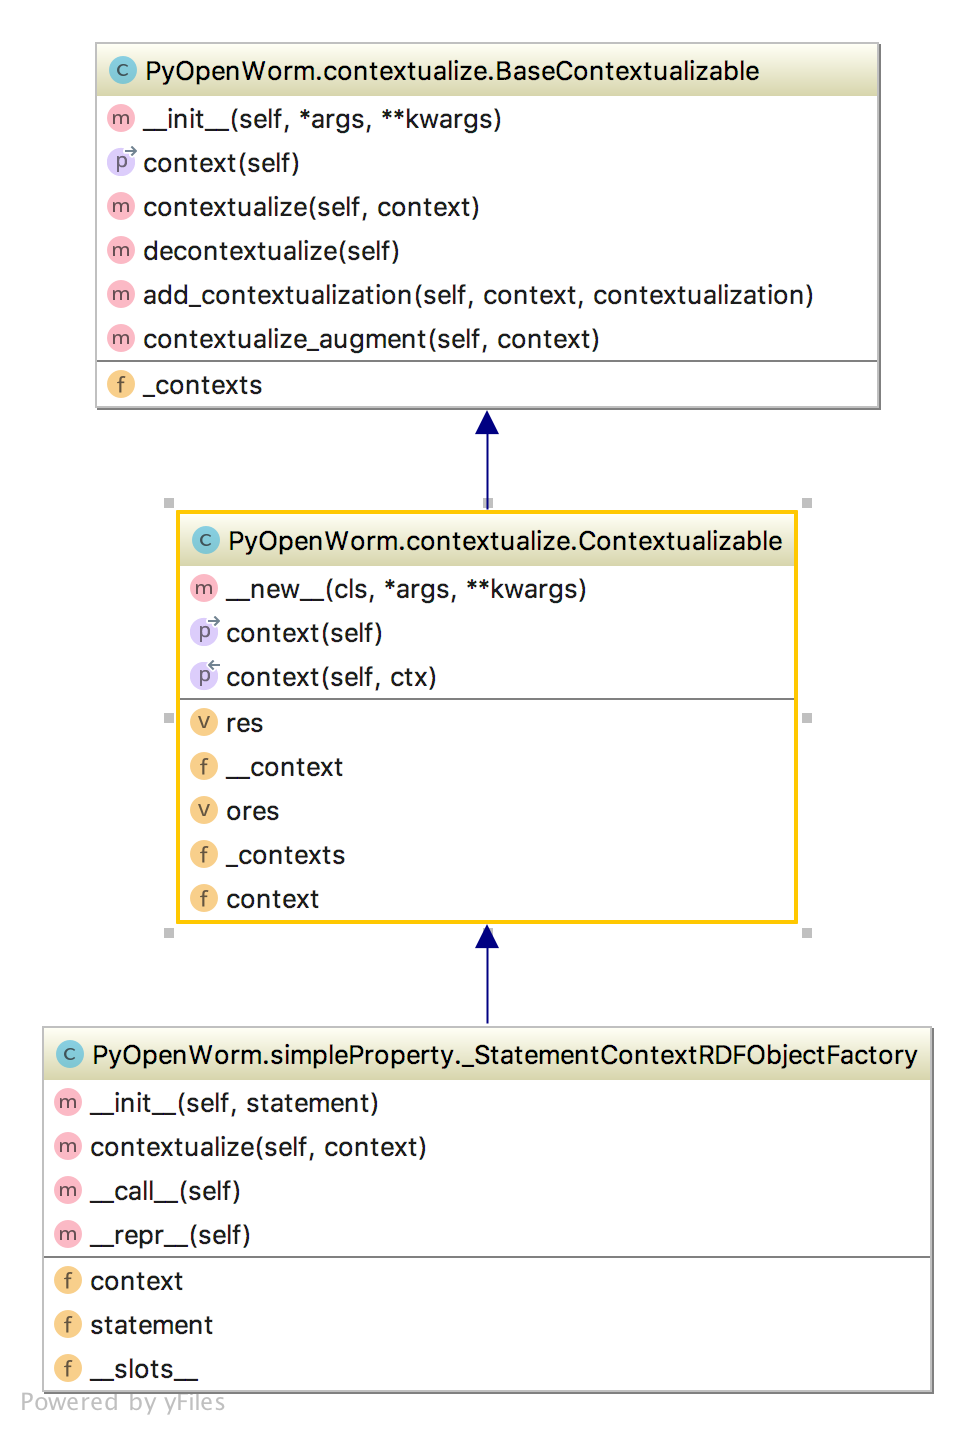 C PyOpenWorm.contextualize.BaseContextualizable
m __init__(self, *args, **kwargs)
p context(self)
m contextualize(self, context)
m decontextualize(self)
m add_contextualization(self, context, contextualization)
m contextualize_augment(self, context)
f _contexts
C PyOpenWorm.contextualize.Contextualizable
m __new__(cls, *args, **kwargs)
p context(self)
p context(self, ctx)
v res
f __context
v ores
f _contexts
f context
C PyOpenWorm.simpleProperty._StatementContextRDFObjectFactory
m __init__(self, statement)
m contextualize(self, context)
m __call__(self)
m __repr__(self)
f context
f statement
f __slots__
Powered by yFiles